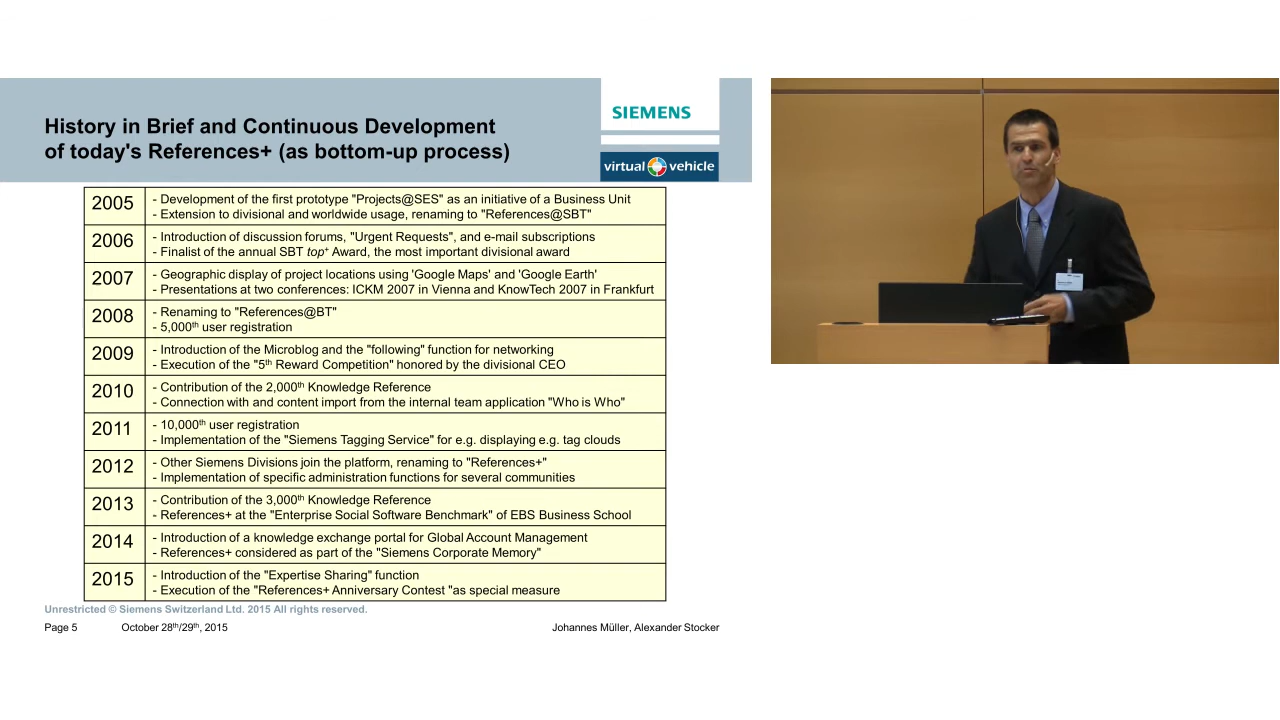 History in Brief and Continuous Development
of today's References+ (as bottom-up process)
SIEMENS
virtual vehicle
2005
- Development of the first prototype "Projects@SES" as an initiative of a Business Unit
- Extension to divisional and worldwide usage, renaming to "References@SBT"
2006
- Introduction of discussion forums, "Urgent Requests", and e-mail subscriptions
- Finalist of the annual SBT top+ Award, the most important divisional award
2007
- Geographic display of project locations using 'Google Maps' and 'Google Earth'
- Presentations at two conferences: ICKM 2007 in Vienna and KnowTech 2007 in Frankfurt
2008
- Renaming to "References@BT"
- 5,000th user registration
2009
- Introduction of the Microblog and the "following" function for networking
- Execution of the "5th Reward Competition" honored by the divisional CEO
2010
- Contribution of the 2,000th Knowledge Reference
- Connection with and content import from the internal team application "Who is Who"
2011
- 10,000th user registration
- Implementation of the "Siemens Tagging Service" for e.g. displaying e.g. tag clouds
2012
- Other Siemens Divisions join the platform, renaming to "References+"
- Implementation of specific administration functions for several communities
2013
- Contribution of the 3,000th Knowledge Reference
- References+ at the "Enterprise Social Software Benchmark" of EBS Business School
2014
- Introduction of a knowledge exchange portal for Global Account Management
- References+ considered as part of the "Siemens Corporate Memory"
2015
- Introduction of the "Expertise Sharing" function
- Execution of the "References+ Anniversary Contest "as special measure
Unrestricted © Siemens Switzerland Ltd. 2015 All rights reserved.
Page 5 October 28th/29th, 2015 Johannes Müller, Alexander Stocker